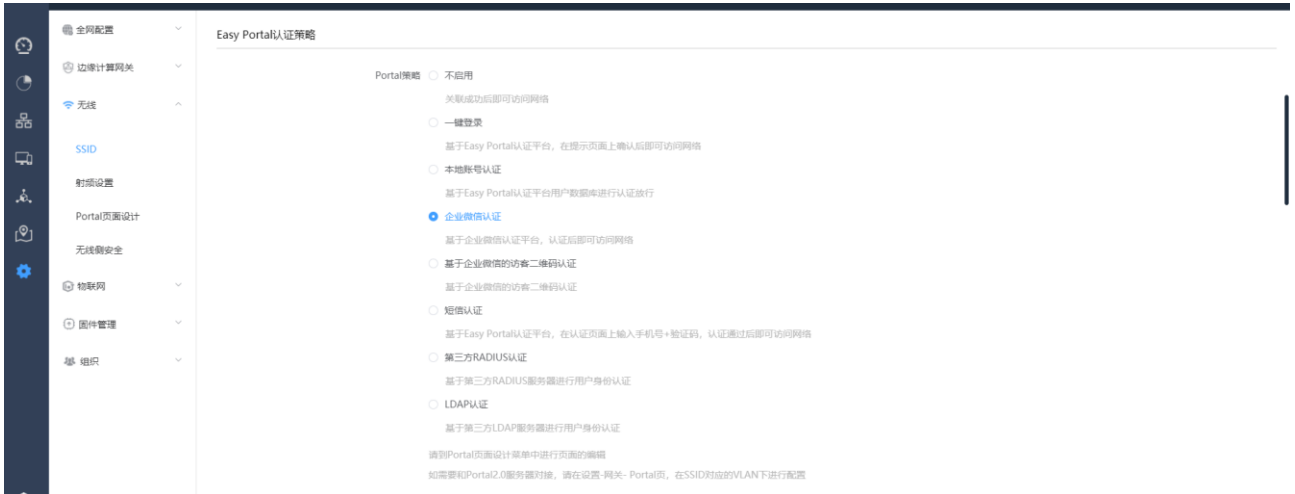 全网配置
边缘计算网关
无线
SSID
射频设置
Portal页面设计
无线侧安全
物联网
固件管理
组织
Easy Portal认证策略
Portal策略 不启用
关联成功后即可访问网络
一键登录
基于Easy Portal认证平台，在提示页面上确认后即可访问网络
本地账号认证
基于Easy Portal认证平台用户数据库进行认证放行
企业微信认证
基于企业微信认证平台，认证后即可访问网络
基于企业微信的访客二维码认证
基于企业微信的访客二维码认证
短信认证
基于Easy Portal认证平台，在认证页面上输入手机号+验证码，认证通过后即可访问网络
第三方RADIUS认证
基于第三方RADIUS服务器进行用户身份认证
LDAP认证
基于第三方LDAP服务器进行用户身份认证
请到Portal页面设计菜单中进行页面的编辑
如需要和Portal2.0服务器对接，请在设置-网关- Portal页，在SSID对应的VLAN下进行配置